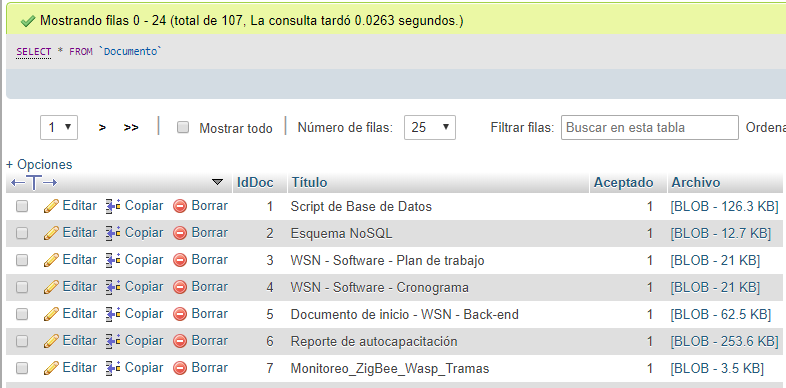 Mostrando filas 0 - 24 (total de 107, La consulta tardó 0.0263 segundos.)
SELECT * FROM `Documento`
1 > >> Mostrar todo Número de filas: 25 Filtrar filas: Buscar en esta tabla Ordena
+ Opciones
←T→ IdDoc Título Aceptado Archivo
Editar Copiar Borrar 1 Script de Base de Datos 1 [BLOB - 126.3 KB]
Editar Copiar Borrar 2 Esquema NoSQL 1 [BLOB - 12.7 KB]
Editar Copiar Borrar 3 WSN - Software - Plan de trabajo 1 [BLOB - 21 KB]
Editar Copiar Borrar 4 WSN - Software - Cronograma 1 [BLOB - 21 KB]
Editar Copiar Borrar 5 Documento de inicio - WSN - Back-end 1 [BLOB - 62.5 KB]
Editar Copiar Borrar 6 Reporte de autocapacitación 1 [BLOB - 253.6 KB]
Editar Copiar Borrar 7 Monitoreo_ZigBee_Wasp_Tramas 1 [BLOB - 3.5 KB]